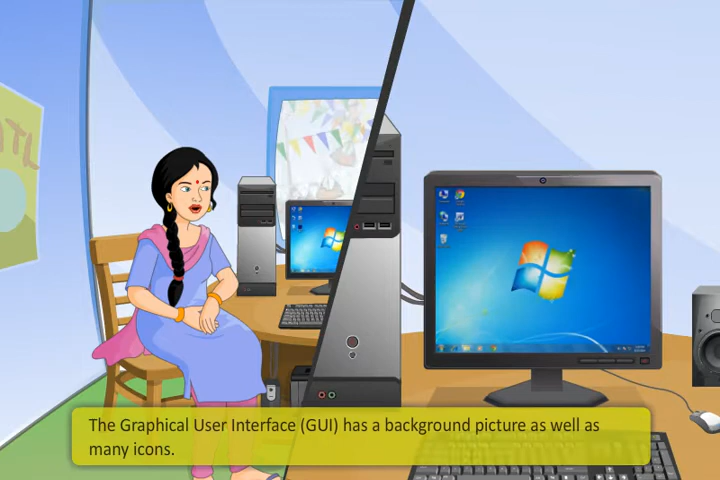 The Graphical User Interface (GUI) has a background picture as well as
many icons.